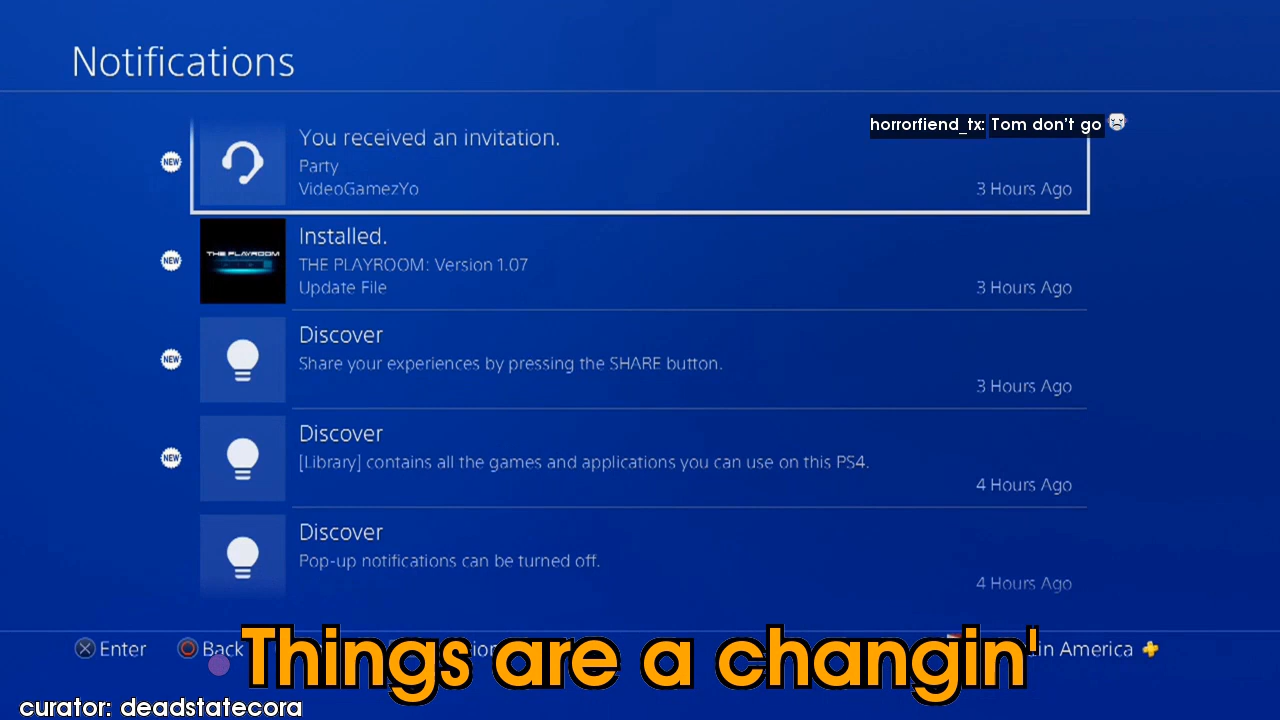 Notifications
horrorfiend_tx: Tom don't go
You received an invitation.
Party
VideoGamezYo
3 Hours Ago
NEW
Installed.
THE PLAYROOM: Version 1.07
Update File
3 Hours Ago
NEW
THE PLAYROOM
Discover
Share your experiences by pressing the SHARE button.
3 Hours Ago
NEW
Discover
[Library] contains all the games and applications you can use on this PS4.
4 Hours Ago
NEW
Discover
Pop-up notifications can be turned off.
4 Hours Ago
Enter
Back
in America
Things are a changin'
curator: deadstatecora